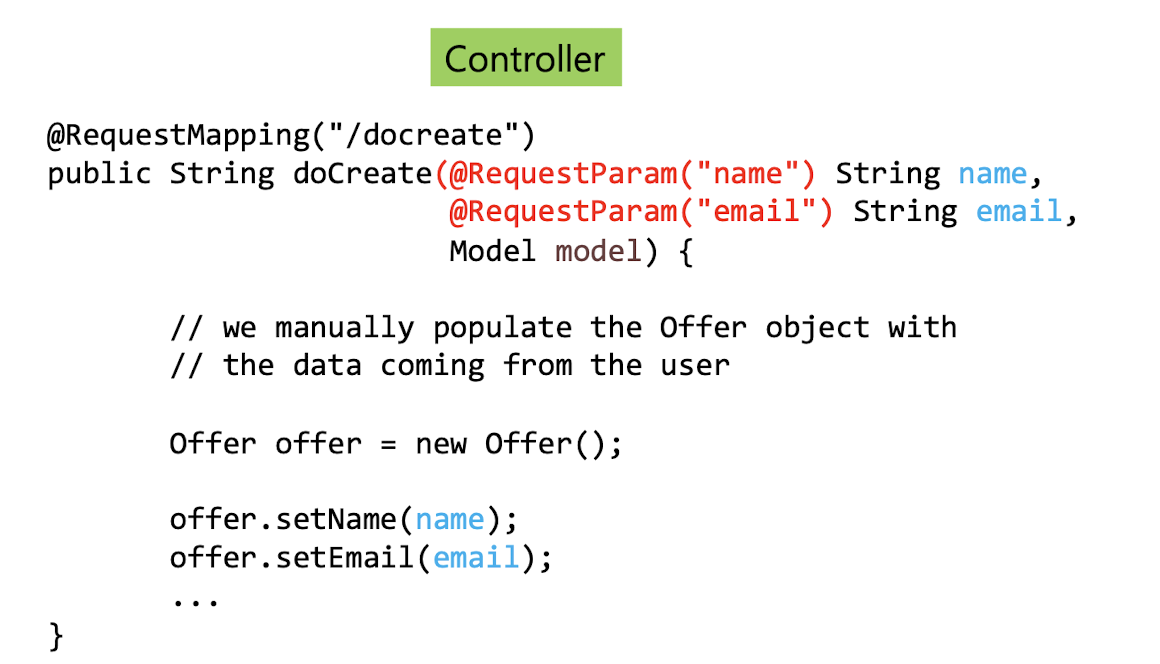 Controller
@RequestMapping("/docreate")
public String doCreate(@RequestParam("name") String name,
@RequestParam("email") String email,
Model model) {
// we manually populate the Offer object with
// the data coming from the user
Offer offer = new Offer();
offer.setName(name);
offer.setEmail(email);
...
}